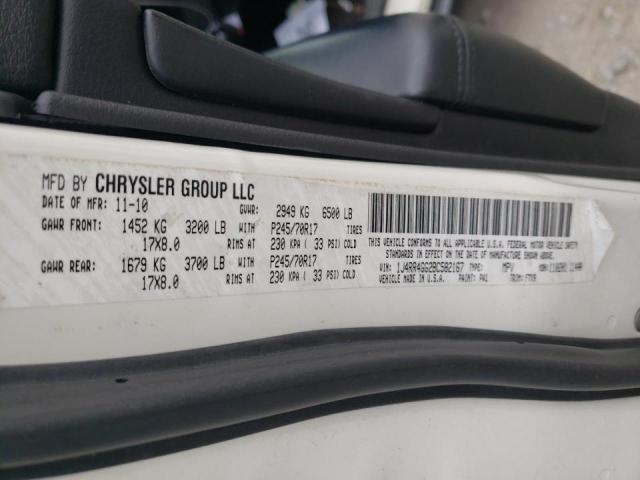 MFD BY CHRYSLER GROUP LLC
DATE OF MFR: 11-10 GVWR: 2949 KG 6500 LB
GAWR FRONT: 1452 KG 3200 LB WITH P245/70R17 TIRES
17X8.0 RIMS AT 230 KPA ( 33 PSI) COLD
GAWR REAR: 1679 KG 3700 LB WITH P245/70R17 TIRES
17X8.0 RIMS AT 230 KPA ( 33 PSI) COLD
THIS VEHICLE CONFORMS TO ALL APPLICABLE U.S.A. FEDERAL MOTOR VEHICLE SAFETY
STANDARDS IN EFFECT ON THE DATE OF MANUFACTURE SHOWN ABOVE.
VIN: 1J4RR4GG2BC582167 TYPE: MPV MDH:
VEHICLE MADE IN U.S.A. PAINT: PW1 TRIM: